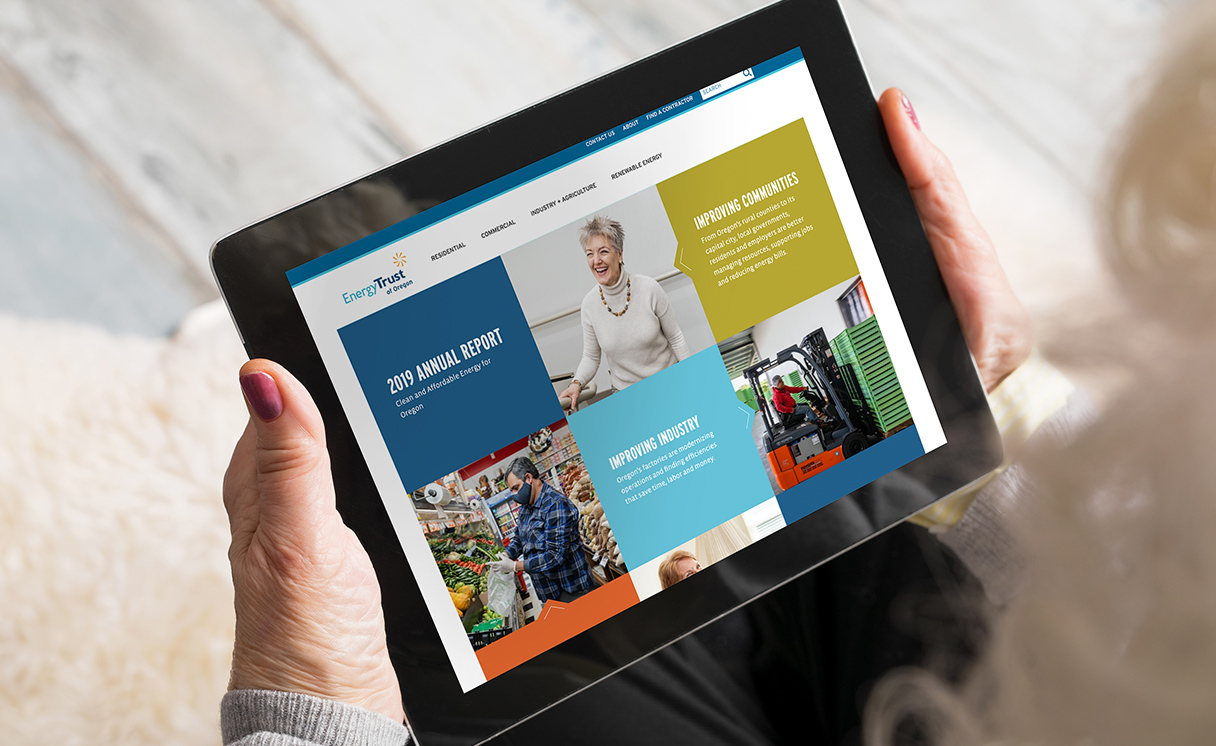 SEARCH
CONTACT US
ABOUT
FIND A CONTRACTOR
EnergyTrust
of Oregon
RESIDENTIAL
COMMERCIAL
INDUSTRY + AGRICULTURE
RENEWABLE ENERGY
2019 ANNUAL REPORT
Clean and Affordable Energy for
Oregon
IMPROVING COMMUNITIES
From Oregon's rural counties to its
capital city, local governments,
residents and employers are better
managing resources, supporting jobs
and reducing energy bills.
IMPROVING INDUSTRY
Oregon's factories are modernizing
operations and finding efficiencies
that save time, labor and money.